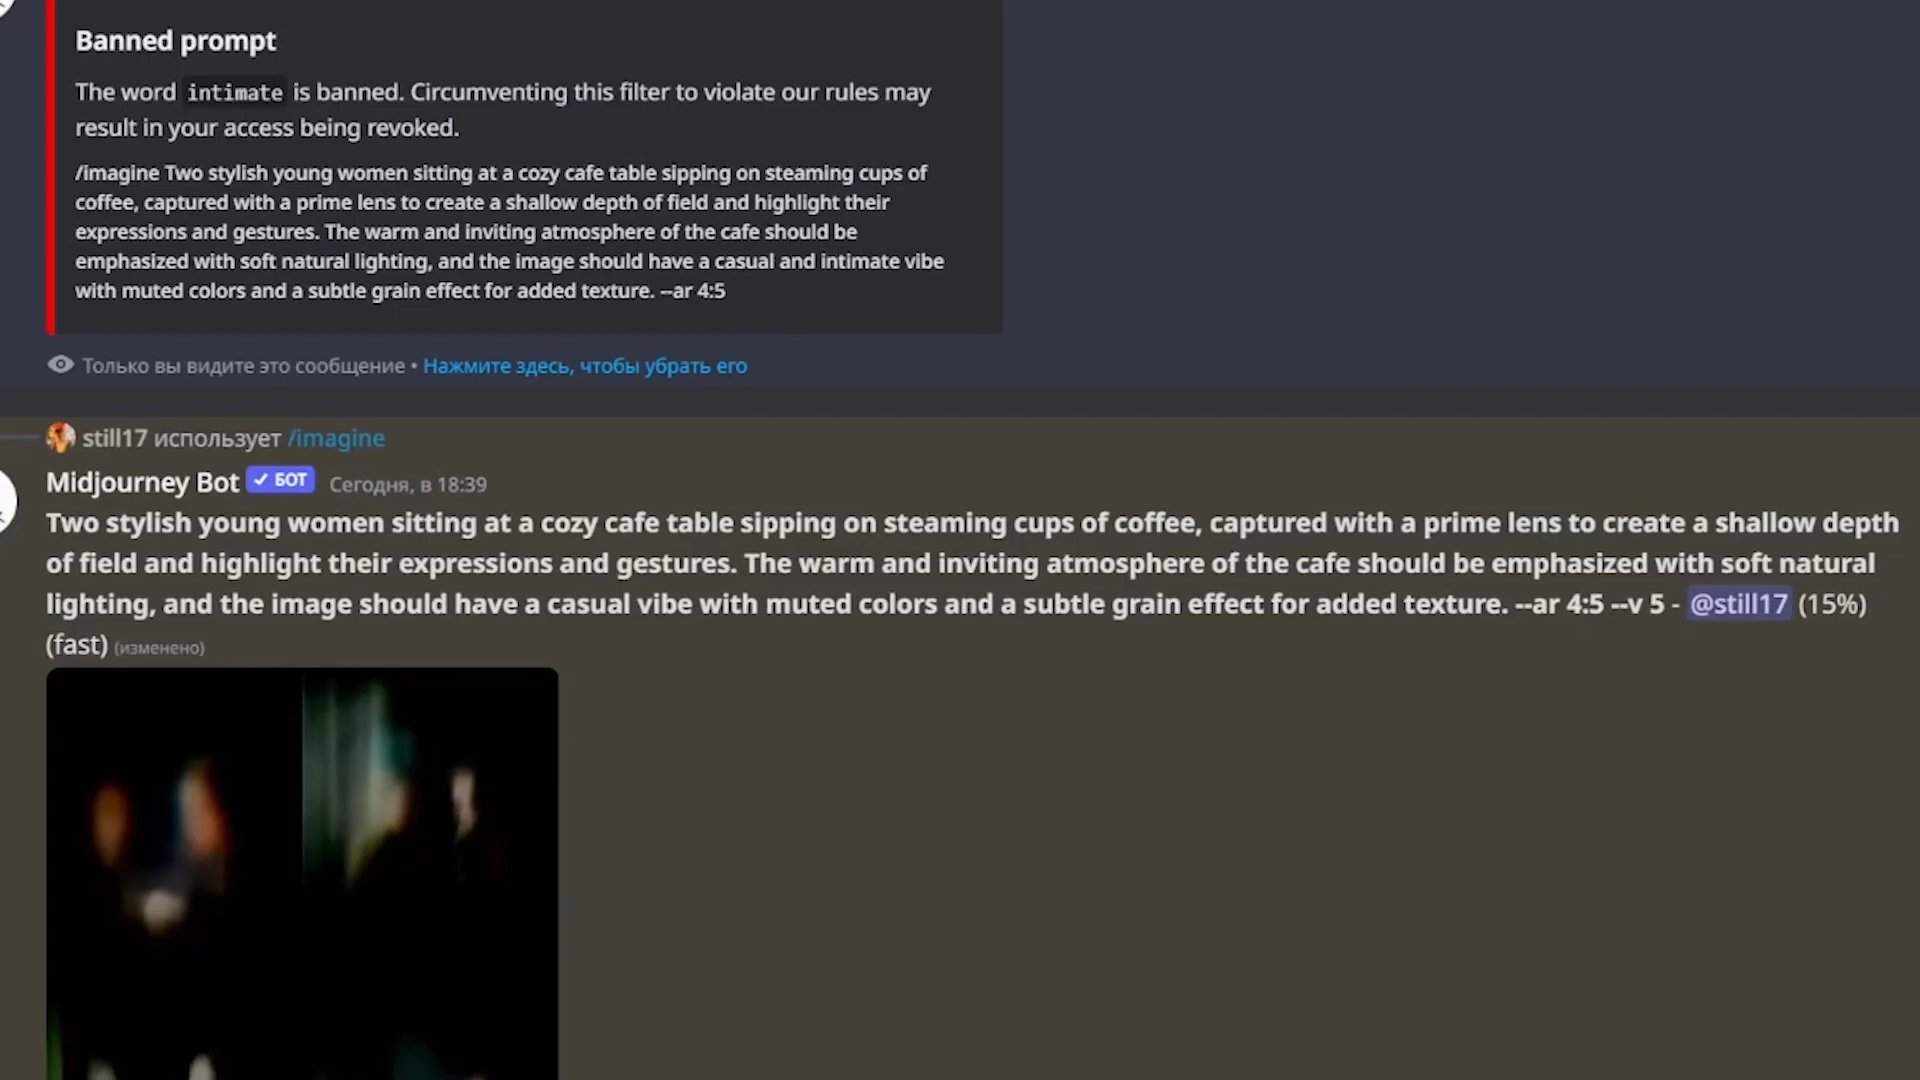 Banned prompt
The word intimate is banned. Circumventing this filter to violate our rules may
result in your access being revoked.
/imagine Two stylish young women sitting at a cozy cafe table sipping on steaming cups of
coffee, captured with a prime lens to create a shallow depth of field and highlight their
expressions and gestures. The warm and inviting atmosphere of the cafe should be
emphasized with soft natural lighting, and the image should have a casual and intimate vibe
with muted colors and a subtle grain effect for added texture. --ar 4:5
Только вы видите это сообщение • Нажмите здесь, чтобы убрать его
still17 использует /imagine
Midjourney Bot ✓ БОТ Сегодня, в 18:39
Two stylish young women sitting at a cozy cafe table sipping on steaming cups of coffee, captured with a prime lens to create a shallow depth
of field and highlight their expressions and gestures. The warm and inviting atmosphere of the cafe should be emphasized with soft natural
lighting, and the image should have a casual vibe with muted colors and a subtle grain effect for added texture. --ar 4:5 --v 5 - @still17 (15%)
(fast) (изменено)